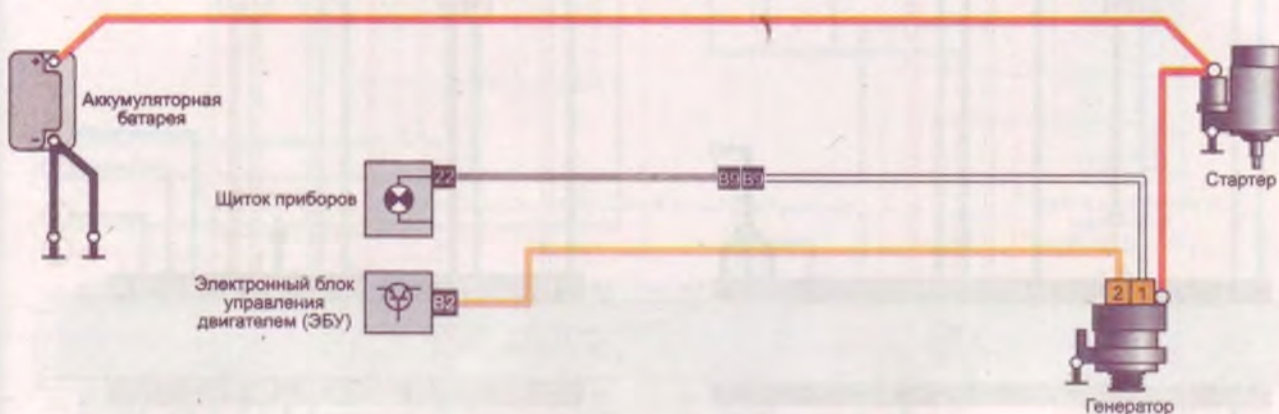 +
Аккумуляторная
батарея
-
Стартер
22
B9 B9
Щиток приборов
Электронный блок
управления
двигателем (ЭБУ)
B2
2 1
Генератор